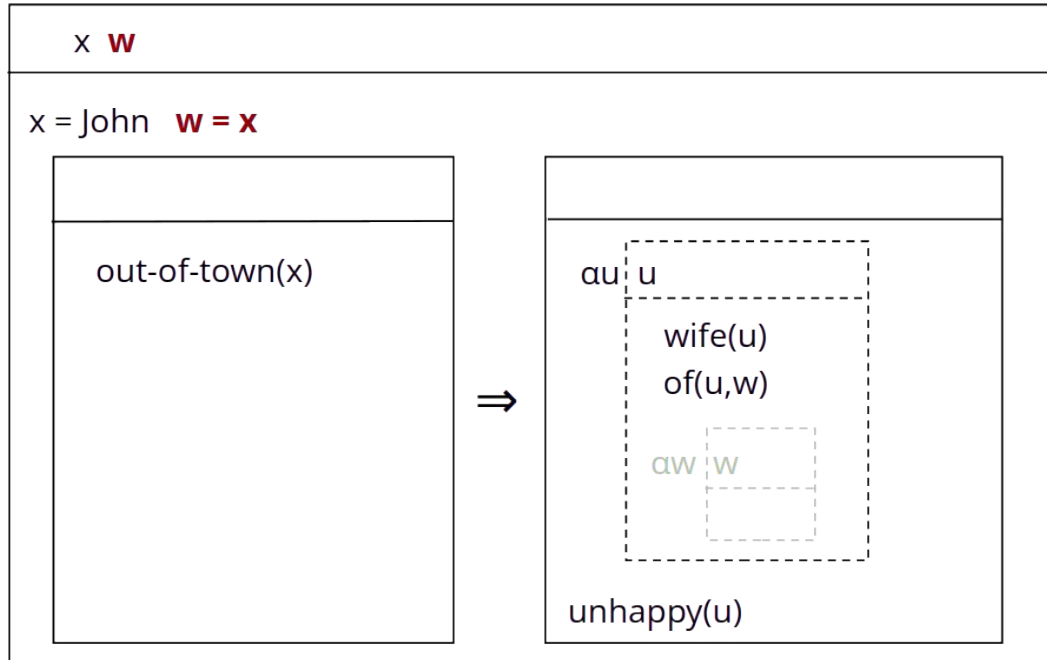 x w
x = John w = x
out-of-town(x)
⇒
αu u
wife(u)
of(u,w)
αw w
unhappy(u)